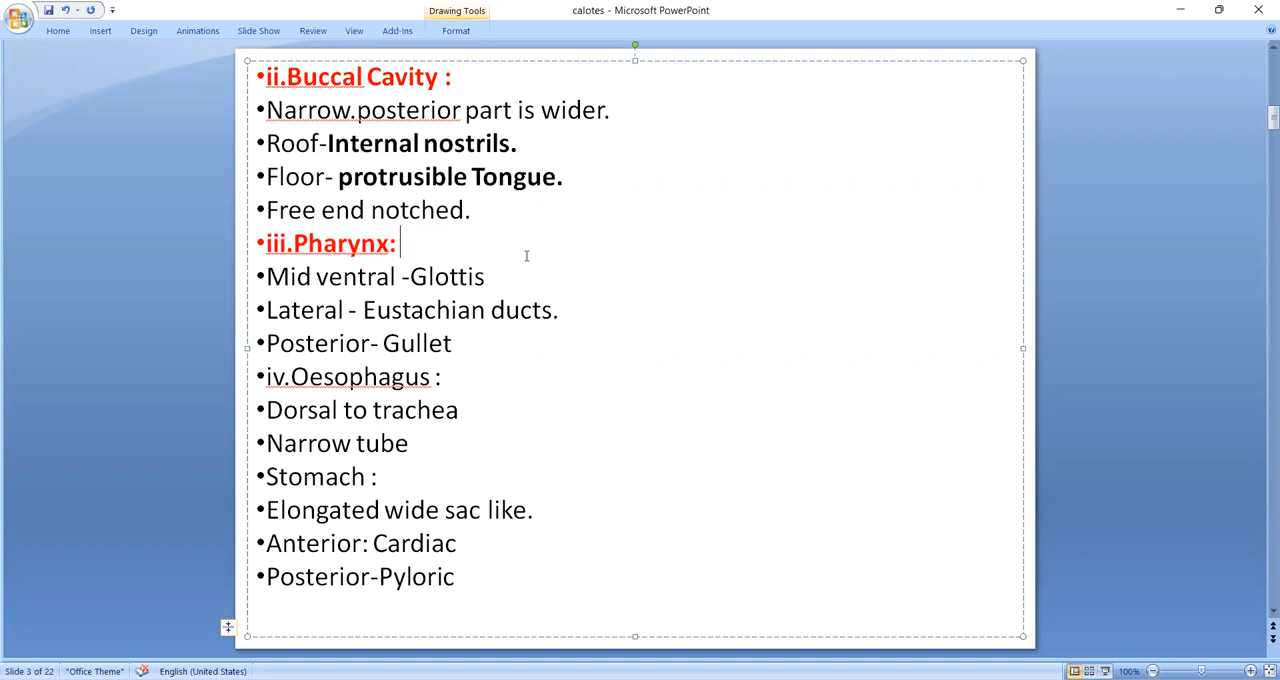 Drawing Tools
calotes - Microsoft PowerPoint
Home Insert Design Animations Slide Show Review View Add-Ins Format
•ii.Buccal Cavity :
•Narrow.posterior part is wider.
•Roof-Internal nostrils.
•Floor- protrusible Tongue.
•Free end notched.
•iii.Pharynx:
•Mid ventral -Glottis
•Lateral - Eustachian ducts.
•Posterior- Gullet
•iv.Oesophagus :
•Dorsal to trachea
•Narrow tube
•Stomach :
•Elongated wide sac like.
•Anterior: Cardiac
•Posterior-Pyloric
Slide 3 of 22 "Office Theme" English (United States) 100%